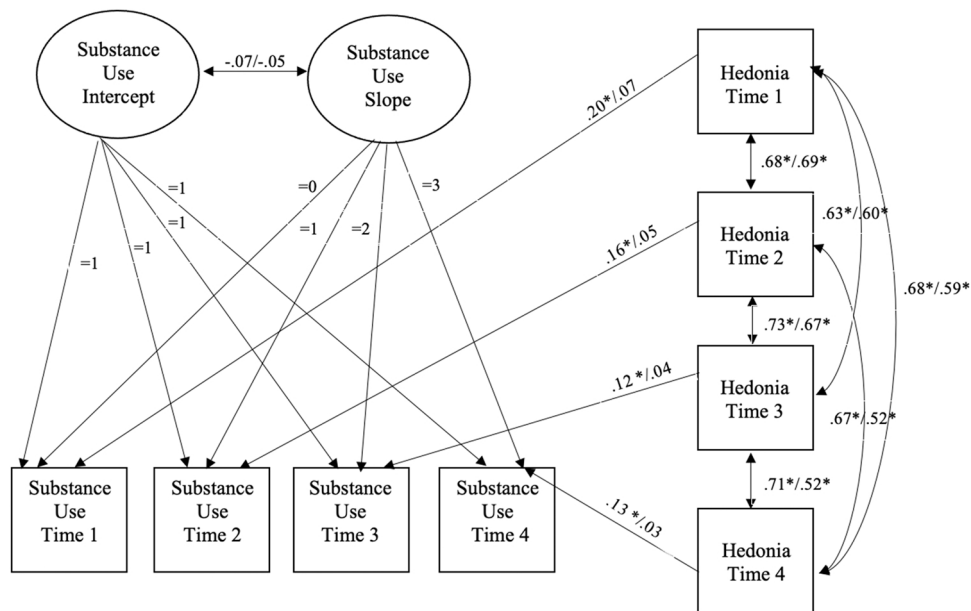 Substance
Use
Intercept
-.07/-.05
Substance
Use
Slope
Hedonia
Time 1
.20*/.07
.68*/.69*
=1
=0
=3
=1
=1
=2
=1
=1
.63*/.60*
Hedonia
Time 2
.16*/.05
.68*/.59*
.73*/.67*
.12 */.04
Hedonia
Time 3
.67*/.52*
.71*/.52*
Substance
Use
Time 1
Substance
Use
Time 2
Substance
Use
Time 3
Substance
Use
Time 4
.13 */.03
Hedonia
Time 4